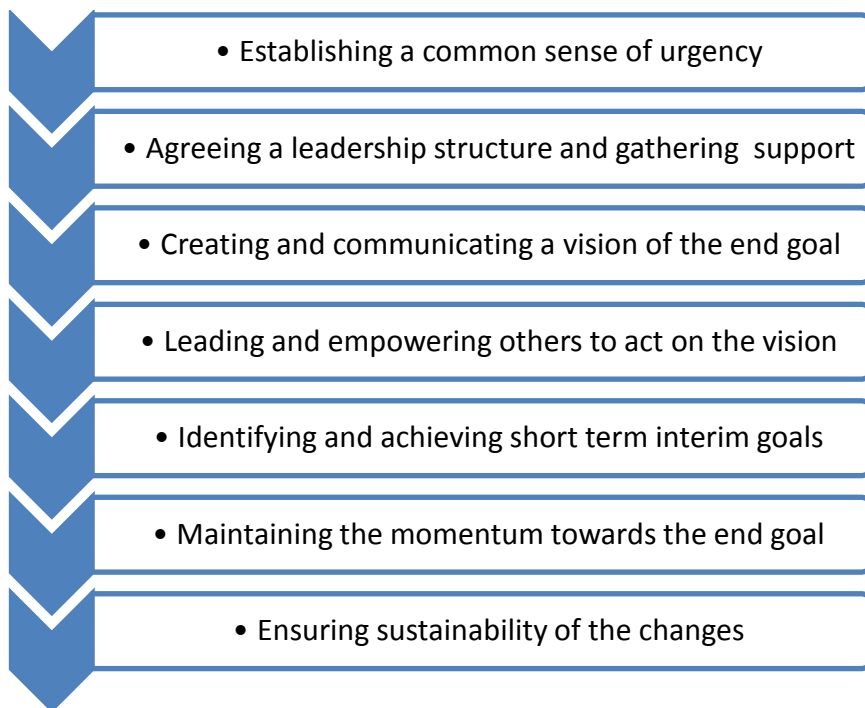 • Establishing a common sense of urgency
• Agreeing a leadership structure and gathering  support
• Creating and communicating a vision of the end goal
• Leading and empowering others to act on the vision
• Identifying and achieving short term interim goals
• Maintaining the momentum towards the end goal
• Ensuring sustainability of the changes